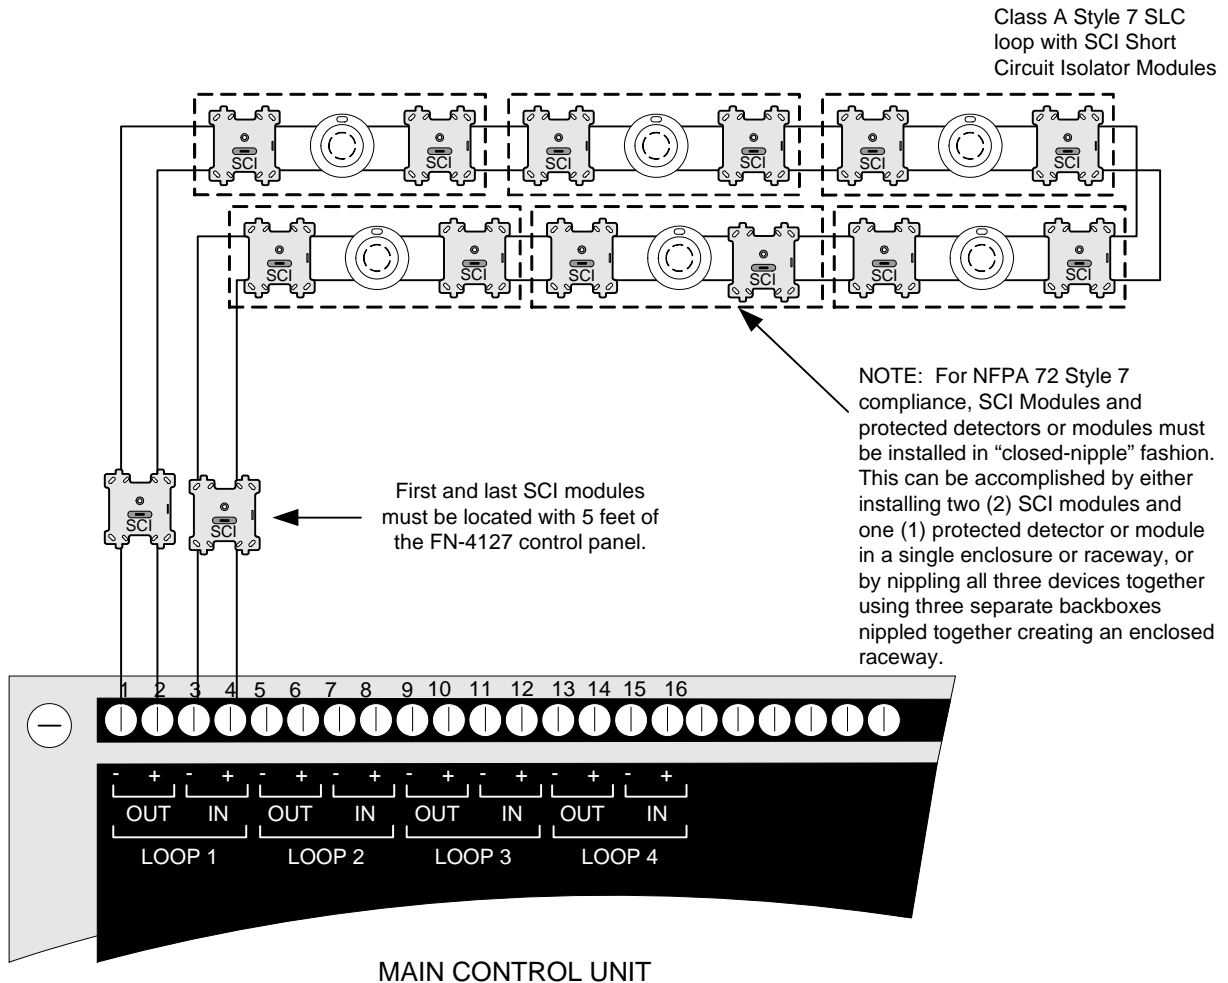 Class A Style 7 SLC
loop with SCI Short
Circuit Isolator Modules
SCI SCI SCI SCI SCI SCI
SCI SCI SCI SCI SCI SCI
NOTE:  For NFPA 72 Style 7
compliance, SCI Modules and
protected detectors or modules must
be installed in “closed-nipple” fashion.
This can be accomplished by either
installing two (2) SCI modules and
one (1) protected detector or module
in a single enclosure or raceway, or
by nippling all three devices together
using three separate backboxes
nippled together creating an enclosed
raceway.
SCI SCI
First and last SCI modules
must be located with 5 feet of
the FN-4127 control panel.
1 2 3 4 5 6 7 8 9 10 11 12 13 14 15 16
- + - + - + - + - + - + - + - +
OUT IN OUT IN OUT IN OUT IN
LOOP 1 LOOP 2 LOOP 3 LOOP 4
MAIN CONTROL UNIT